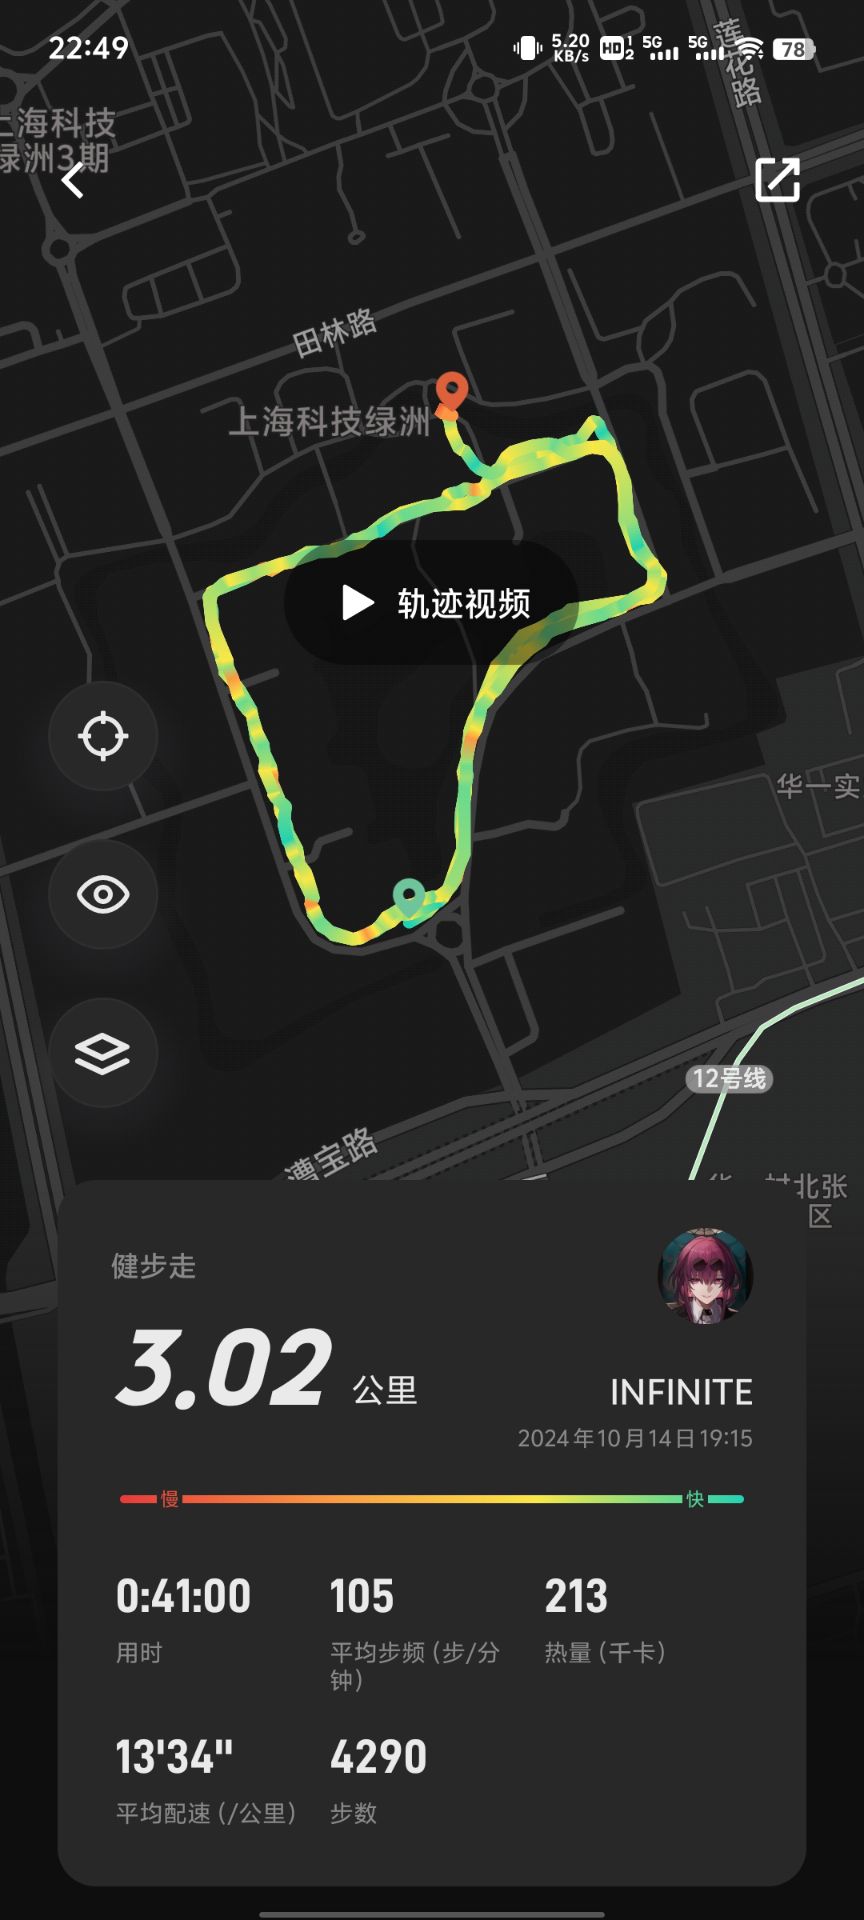 22:49
5.20 KB/s
HD 1 2
5G
5G
78
莲花路
上海科技
绿洲3期
田林路
上海科技绿洲
轨迹视频
华一实
12号线
漕宝路
村北张
区
健步走
3.02 公里
INFINITE
2024年10月14日19:15
慢
快
0:41:00
105
213
用时
平均步频 (步/分
钟)
热量 (千卡)
13'34"
4290
平均配速 (/公里)
步数